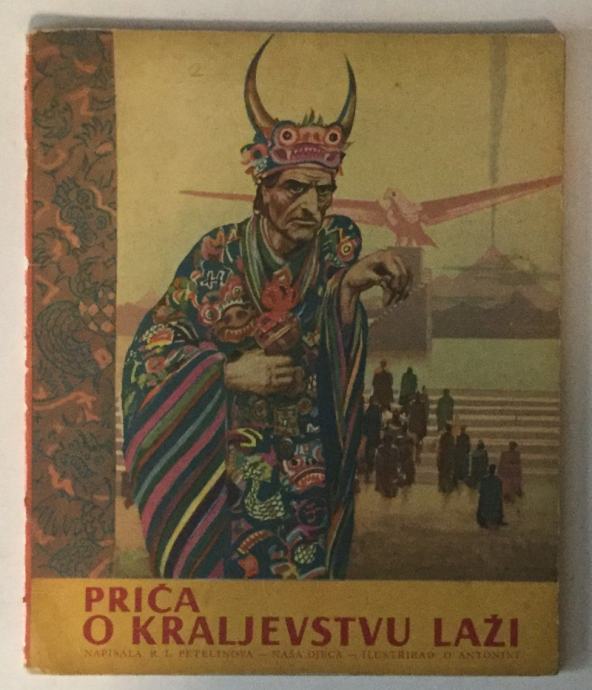 PRIČA
O KRALJEVSTVU LAŽI
NAPISALA R. L. PETELINOVA — NAŠA DJECA — ILUSTRIRAO O. ANTONINI